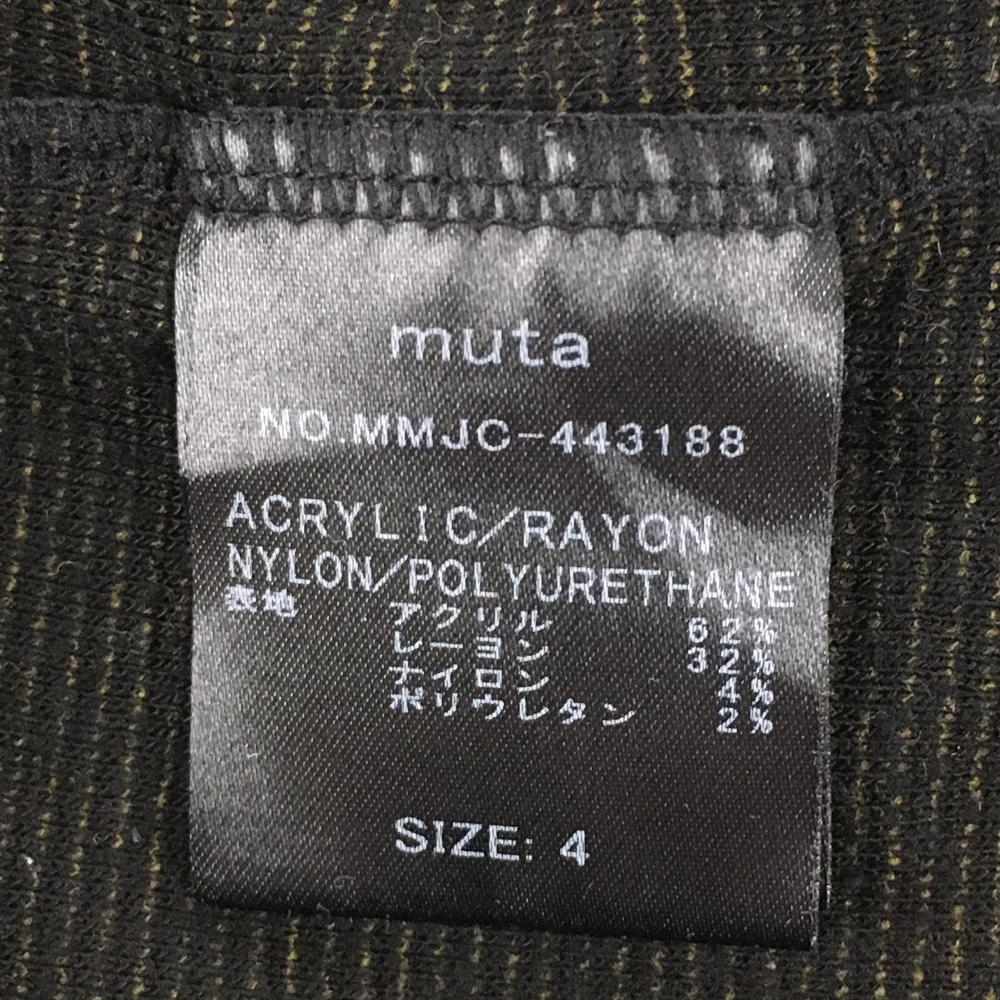 muta
NO.MMJC-443188
ACRYLIC/RAYON
NYLON/POLYURETHANE
表地 アクリル 62%
レーヨン 32%
ナイロン 4%
ポリウレタン 2%
SIZE: 4